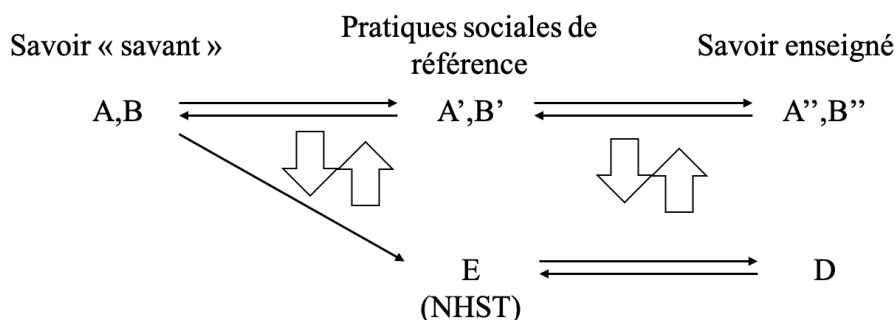 Savoir « savant »
Pratiques sociales de
référence
Savoir enseigné
A,B
A’,B’
A’’,B’’
E
(NHST)
D